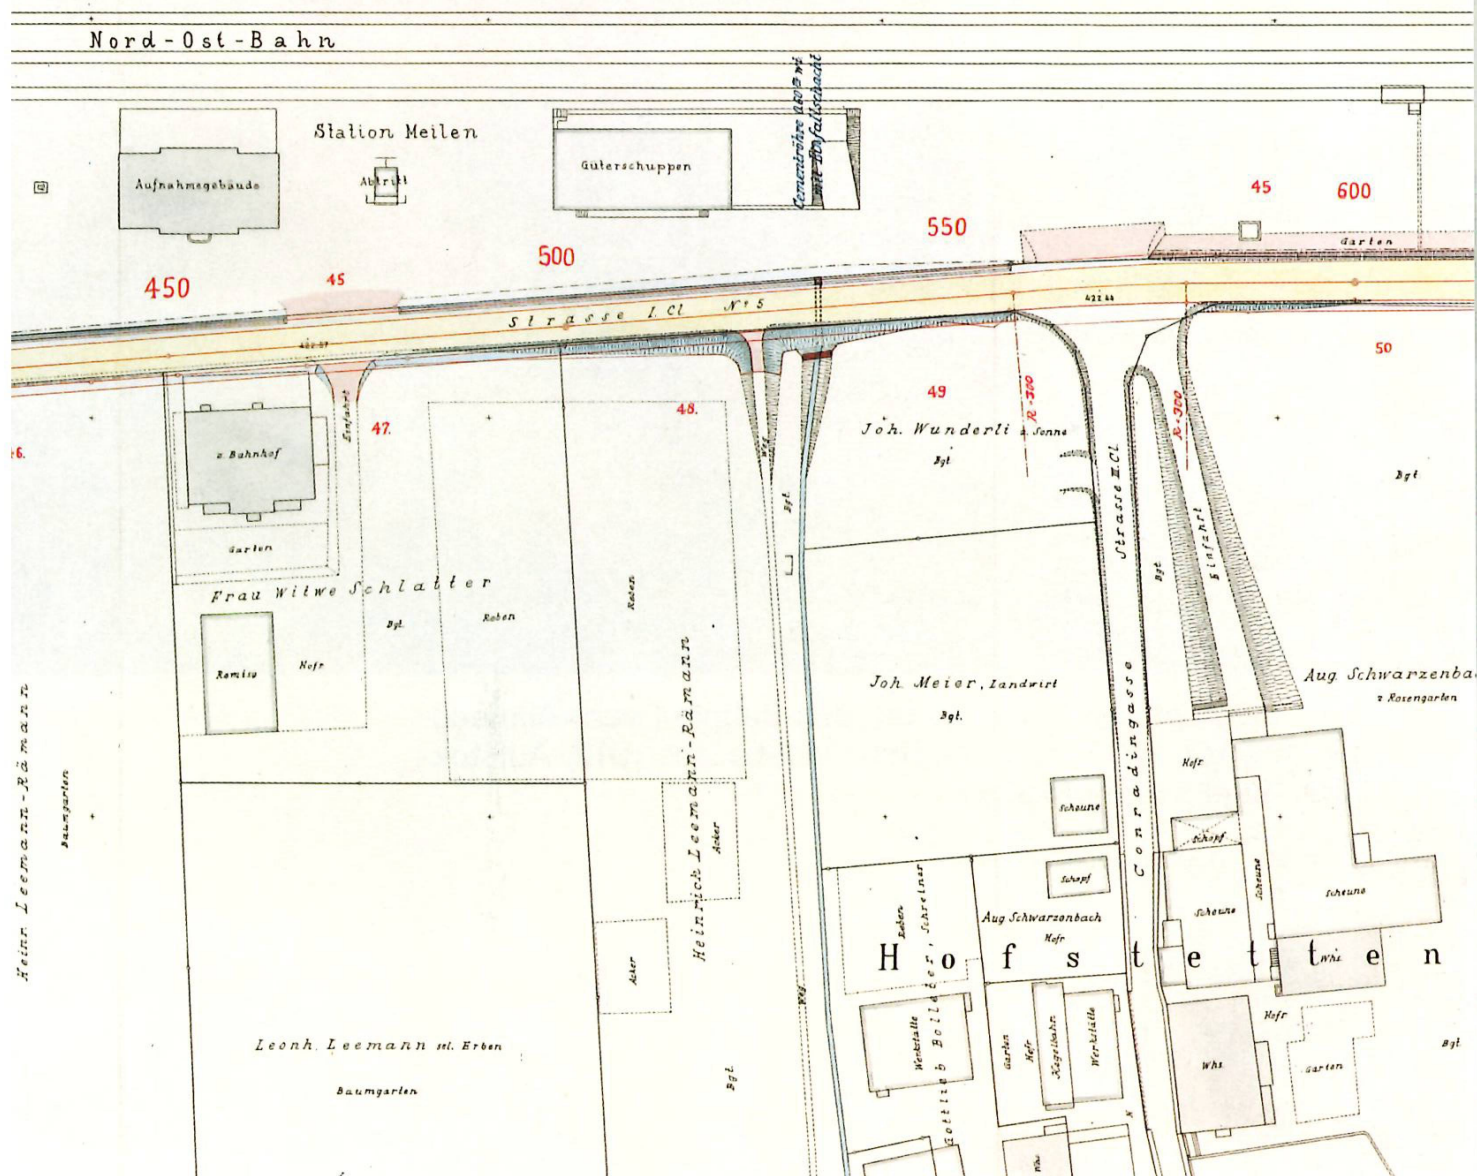 Nord-Ost-Bahn
Station Meilen
Aufnahmegebäude
Abtritt
Güterschuppen
mit Einfallschacht
450
45
500
550
45
600
Garten
Strasse I. Cl. № 5
422.44
50
46.
47.
48.
49
Einfahrt
z. Bahnhof
Garten
Frau Witwe Schlatter
Bgt.
Reben
Reben
Remise
Hofr.
Weg
Bgt.
Joh. Wunderli z. Sonne
Bgt.
R=300
R=300
Strasse II. Cl.
Conradingasse
Bgt.
Einfahrt
Bgt.
Joh. Meier, Landwirt
Bgt.
Aug. Schwarzenba
z. Rosengarten
Heinr. Leemann-Rämann
Baumgarten
Heinrich Leemann-Rämann
Acker
Acker
Scheune
Schopf
Hofr.
Schopf
Scheune
Scheune
Scheune
Reben
Gottlieb Bolleter, Schreiner
Aug. Schwarzenbach
Hofr.
Hofstetten
Whs.
Leonh. Leemann sel. Erben
Baumgarten
Weg
Bgt.
Werkstätte
Garten
Hofr.
Kegelbahn
Werkstätte
Whs.
Hofr.
Garten
Bgt.
Whs.